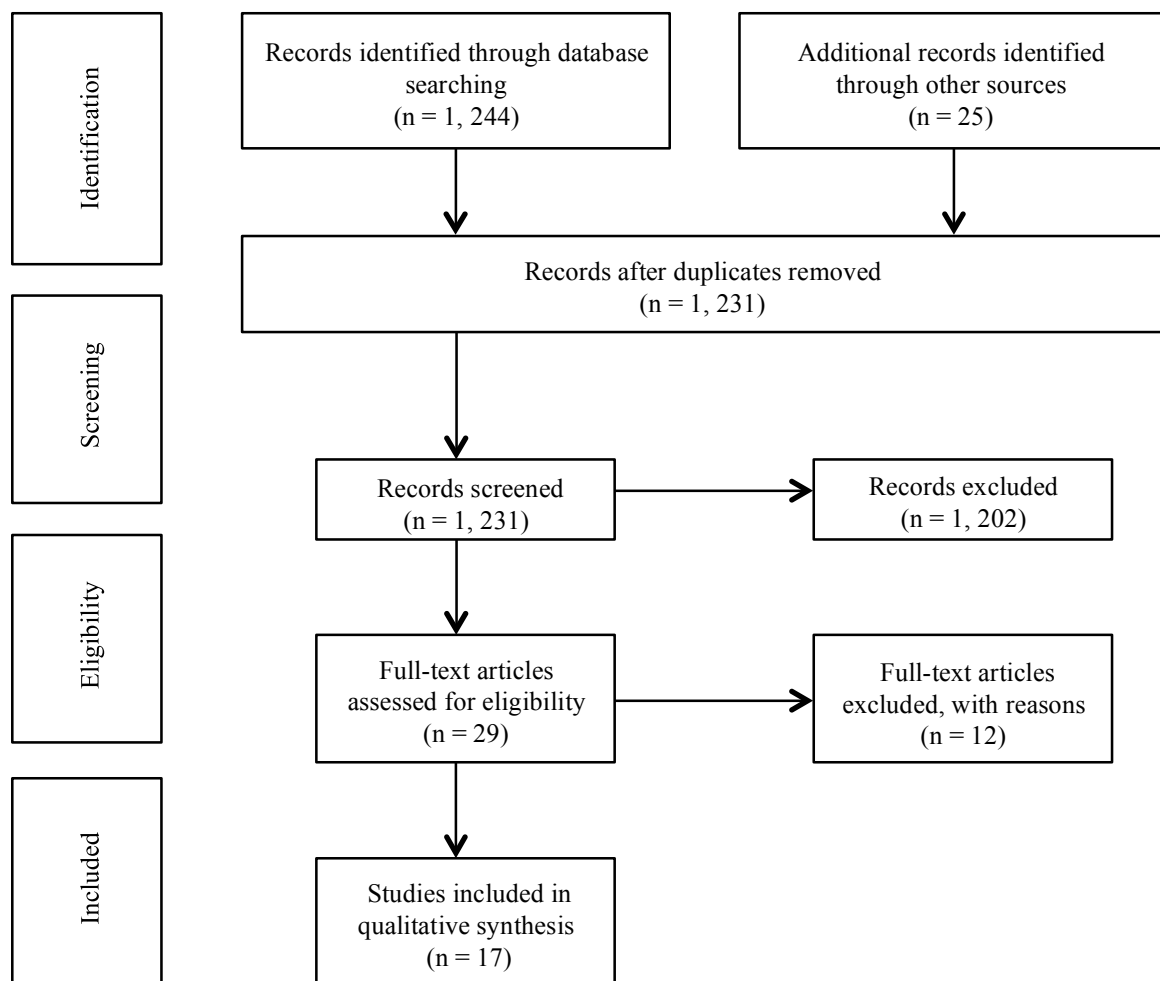 Identification
Records identified through database
searching
(n = 1, 244)
Additional records identified
through other sources
(n = 25)
Records after duplicates removed
(n = 1, 231)
Screening
Records screened
(n = 1, 231)
Records excluded
(n = 1, 202)
Eligibility
Full-text articles
assessed for eligibility
(n = 29)
Full-text articles
excluded, with reasons
(n = 12)
Included
Studies included in
qualitative synthesis
(n = 17)